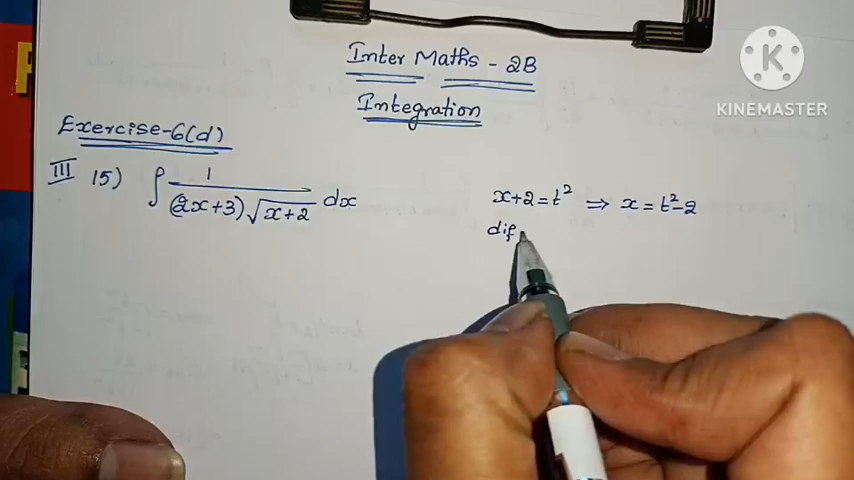 Inter Maths - 2B
Integration
Exercise-6(d)
III 15) ∫ 1/((2x+3)√(x+2)) dx
x+2 = t² ⇒ x = t²-2
dif
K
KINEMASTER